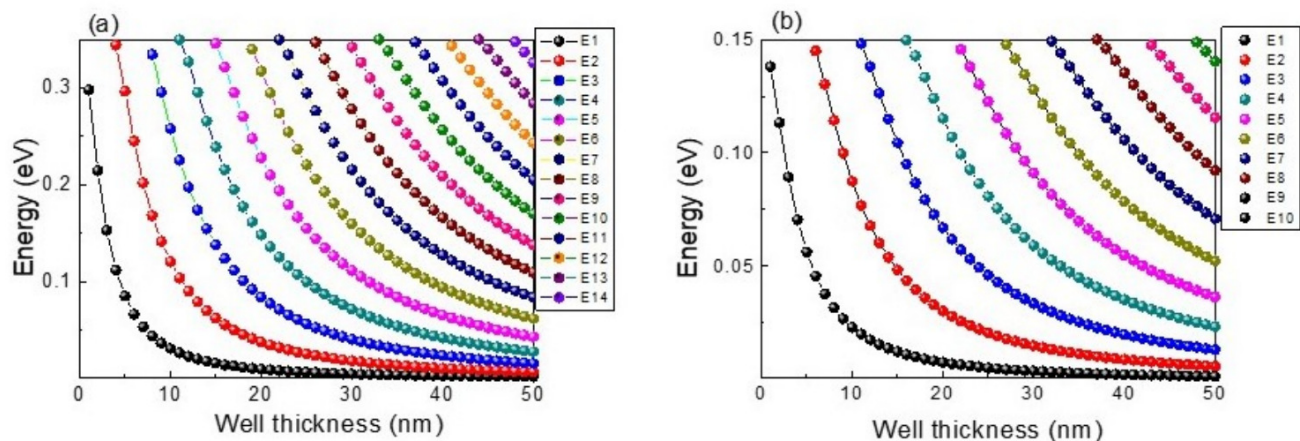 (a)
Energy (eV)
0.3
0.2
0.1
0
10
20
30
40
50
Well thickness (nm)
E1
E2
E3
E4
E5
E6
E7
E8
E9
E10
E11
E12
E13
E14
(b)
Energy (eV)
0.15
0.10
0.05
0
10
20
30
40
50
Well thickness (nm)
E1
E2
E3
E4
E5
E6
E7
E8
E9
E10